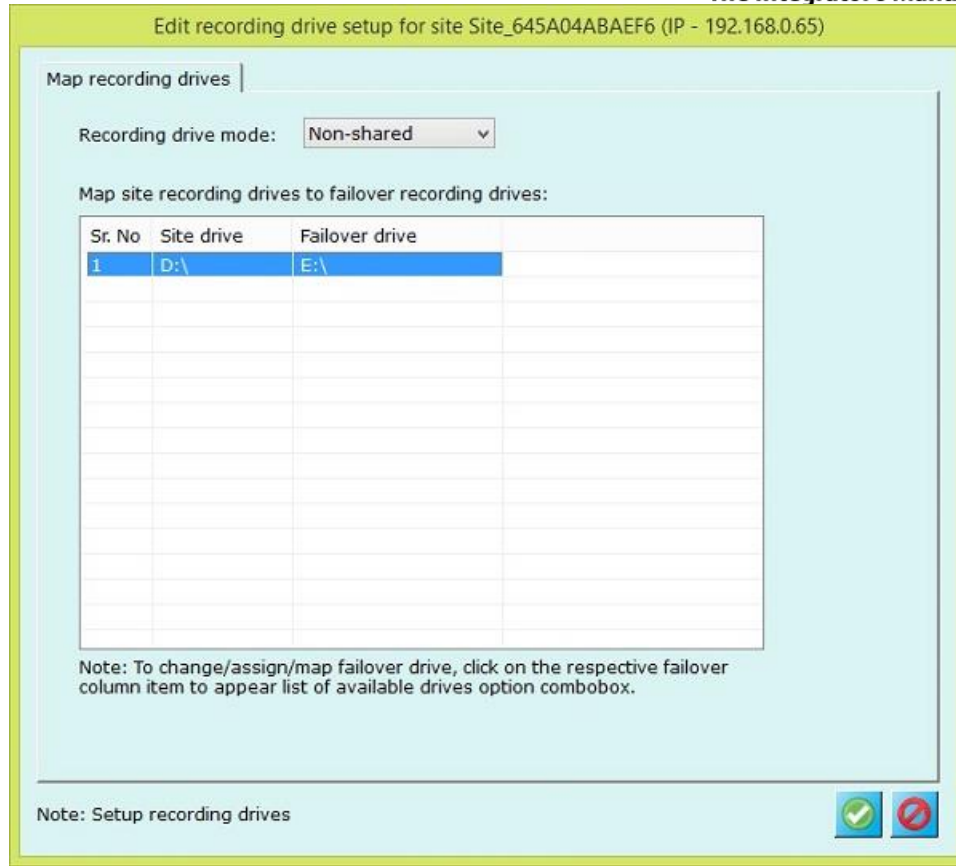 Edit recording drive setup for site Site_645A04ABAEF6 (IP - 192.168.0.65)
Map recording drives
Recording drive mode: Non-shared
Map site recording drives to failover recording drives:
Sr. No Site drive Failover drive
1 D:\ E:\
Note: To change/assign/map failover drive, click on the respective failover
column item to appear list of available drives option combobox.
Note: Setup recording drives